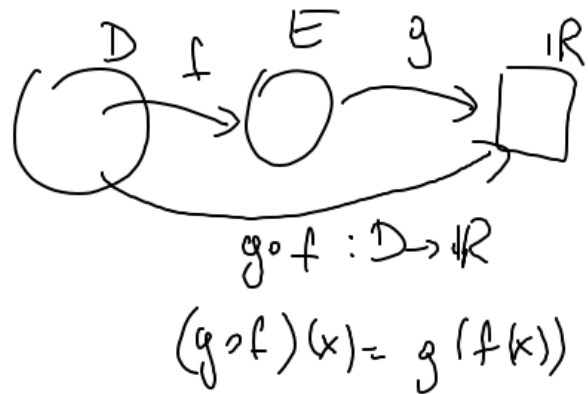 D f E g ℝ
g∘f : D → ℝ
(g∘f)(x) = g(f(x))